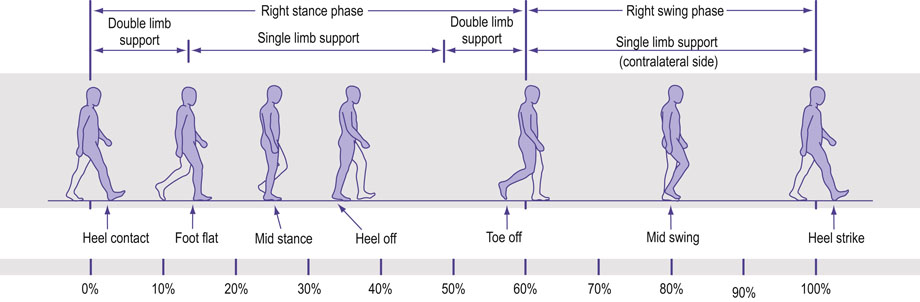 Right stance phase
Right swing phase
Double limb
support
Single limb support
Double limb
support
Single limb support
(contralateral side)
Heel contact
Foot flat
Mid stance
Heel off
Toe off
Mid swing
Heel strike
0% 10% 20% 30% 40% 50% 60% 70% 80% 90% 100%